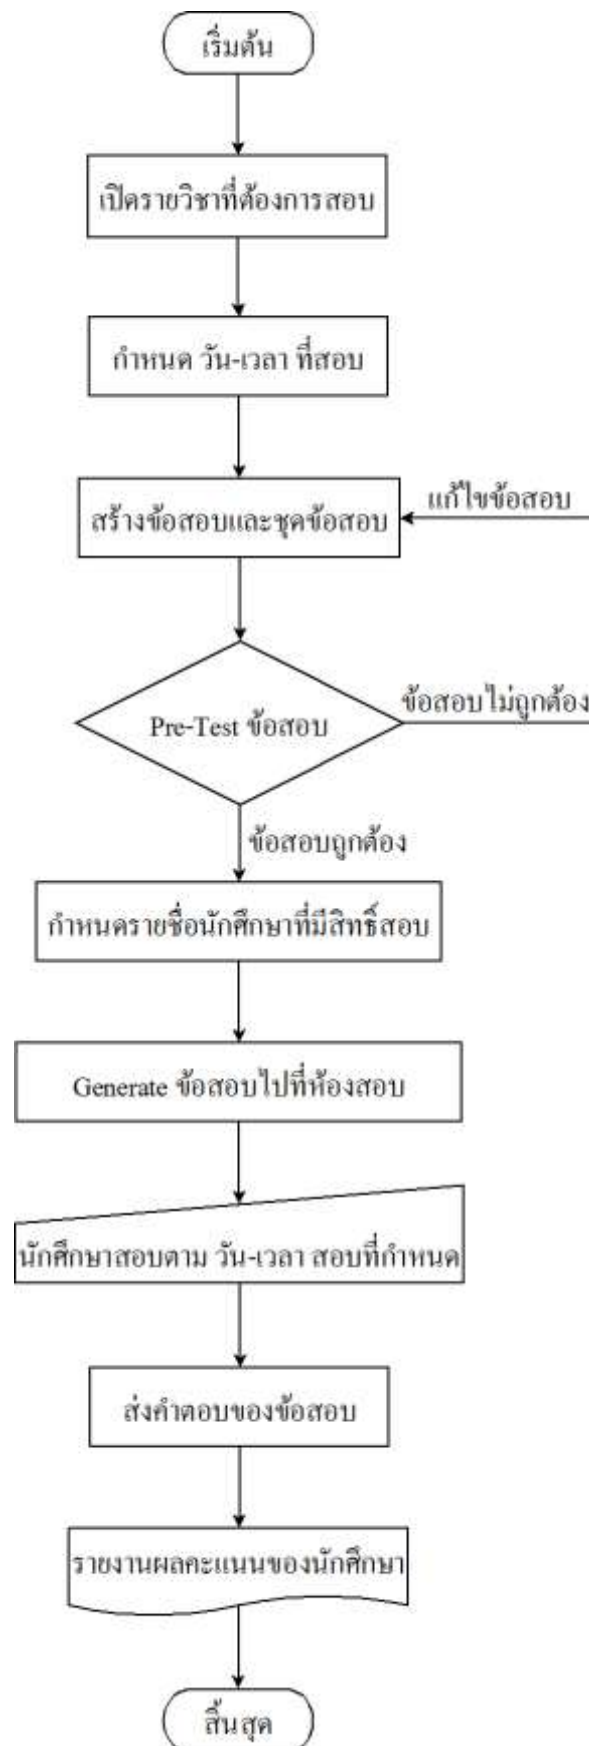 เริ่มต้น
เปิดรายวิชาที่ต้องการสอบ
กำหนด วัน-เวลา ที่สอบ
แก้ไขข้อสอบ
สร้างข้อสอบและชุดข้อสอบ
ข้อสอบไม่ถูกต้อง
Pre-Test ข้อสอบ
ข้อสอบถูกต้อง
กำหนดรายชื่อนักศึกษาที่มีสิทธิ์สอบ
Generate ข้อสอบไปที่ห้องสอบ
นักศึกษาสอบตาม วัน-เวลา สอบที่กำหนด
ส่งคำตอบของข้อสอบ
รายงานผลคะแนนของนักศึกษา
สิ้นสุด